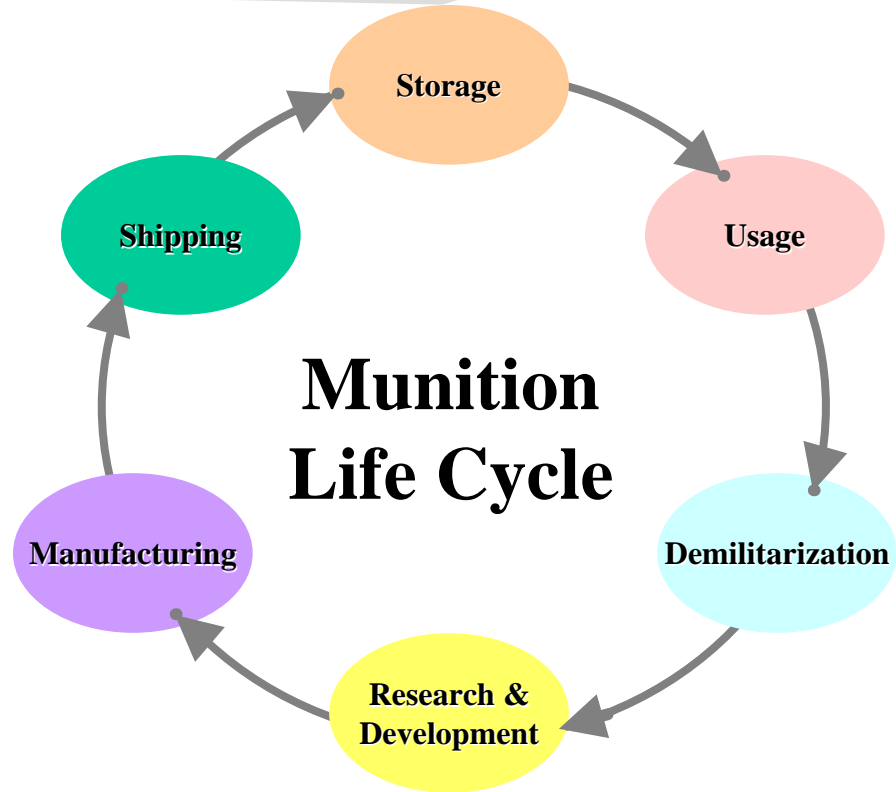 Storage
Shipping
Usage
Munition
Life Cycle
Manufacturing
Demilitarization
Research &
Development